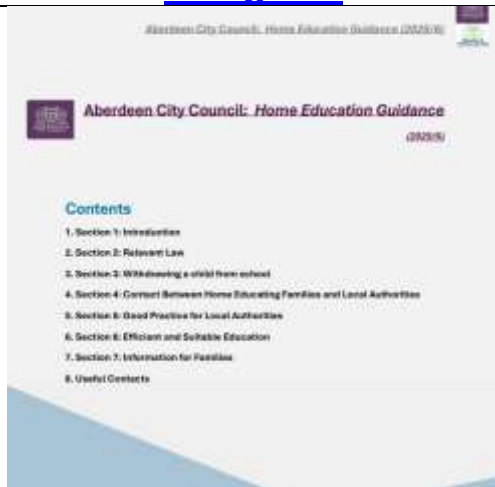 Aberdeen City Council: Home Education Guidance (2025/6)
Aberdeen City Council: Home Education Guidance
(2025/6)
Contents
1. Section 1: Introduction
2. Section 2: Relevant Law
3. Section 3: Withdrawing a child from school
4. Section 4: Contact Between Home Educating Families and Local Authorities
5. Section 5: Good Practice for Local Authorities
6. Section 6: Efficient and Suitable Education
7. Section 7: Information for Families
8. Useful Contacts